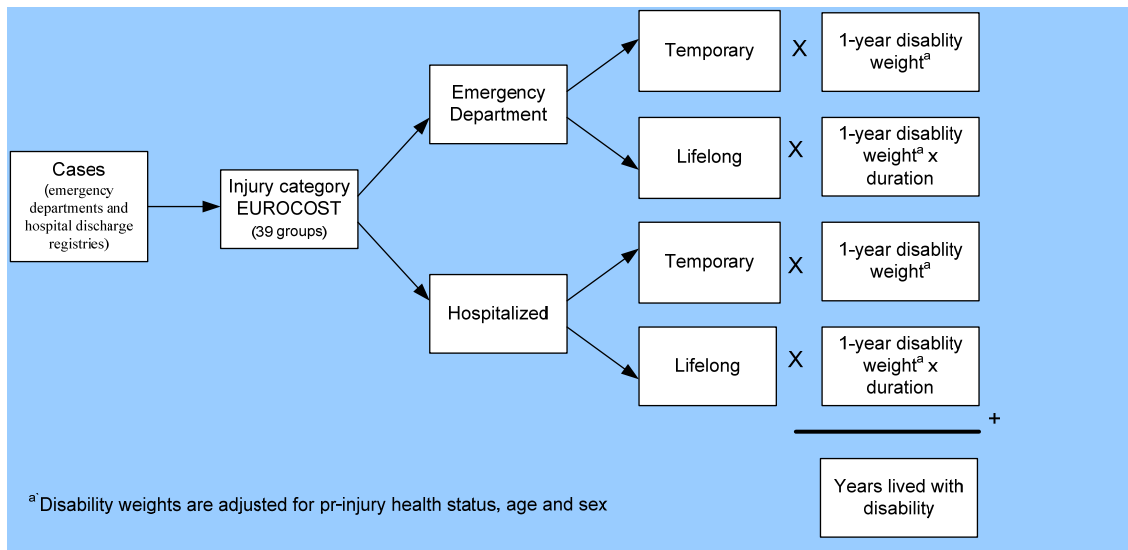 Cases
(emergency
departments and
hospital discharge
registries)
Injury category
EUROCOST
(39 groups)
Emergency
Department
Hospitalized
Temporary
X
1-year disablity
weightᵃ
Lifelong
X
1-year disablity
weightᵃ x
duration
Temporary
X
1-year disablity
weightᵃ
Lifelong
X
1-year disablity
weightᵃ x
duration
+
Years lived with
disability
ᵃ`Disability weights are adjusted for pr-injury health status, age and sex